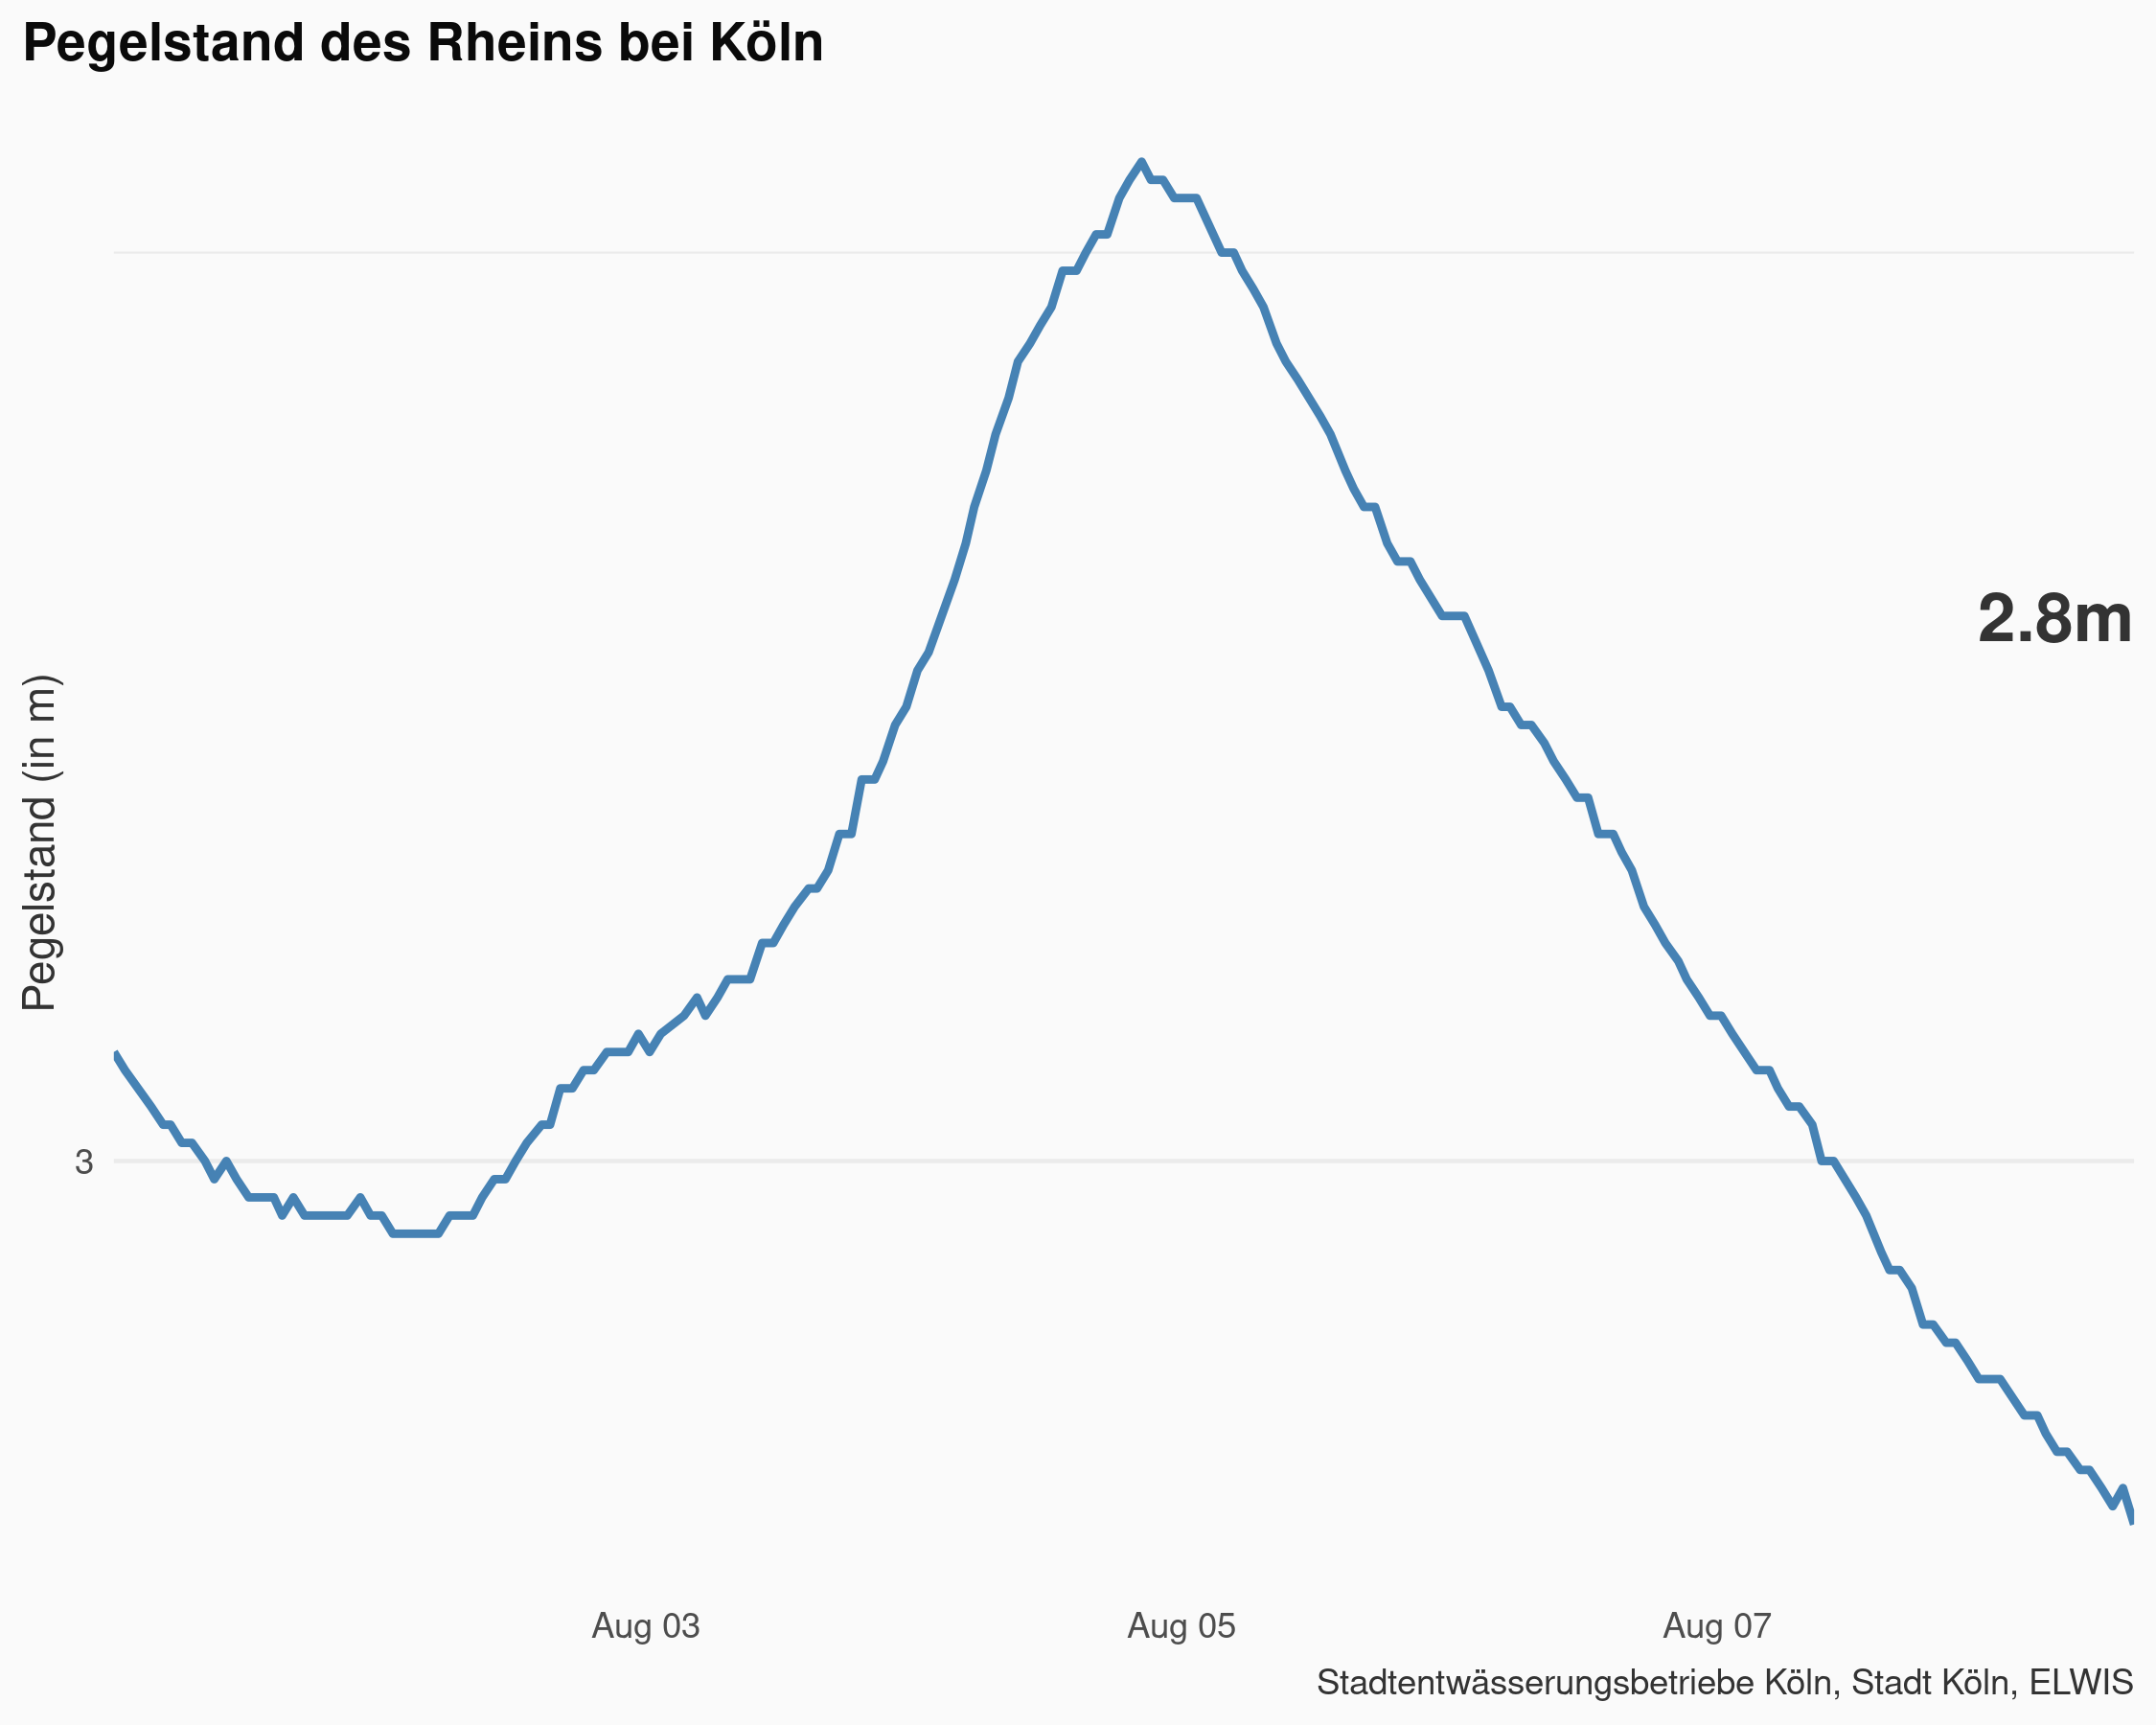 Pegelstand des Rheins bei Köln
2.8m
Pegelstand (in m)
3
Aug 03
Aug 05
Aug 07
Stadtentwässerungsbetriebe Köln, Stadt Köln, ELWIS